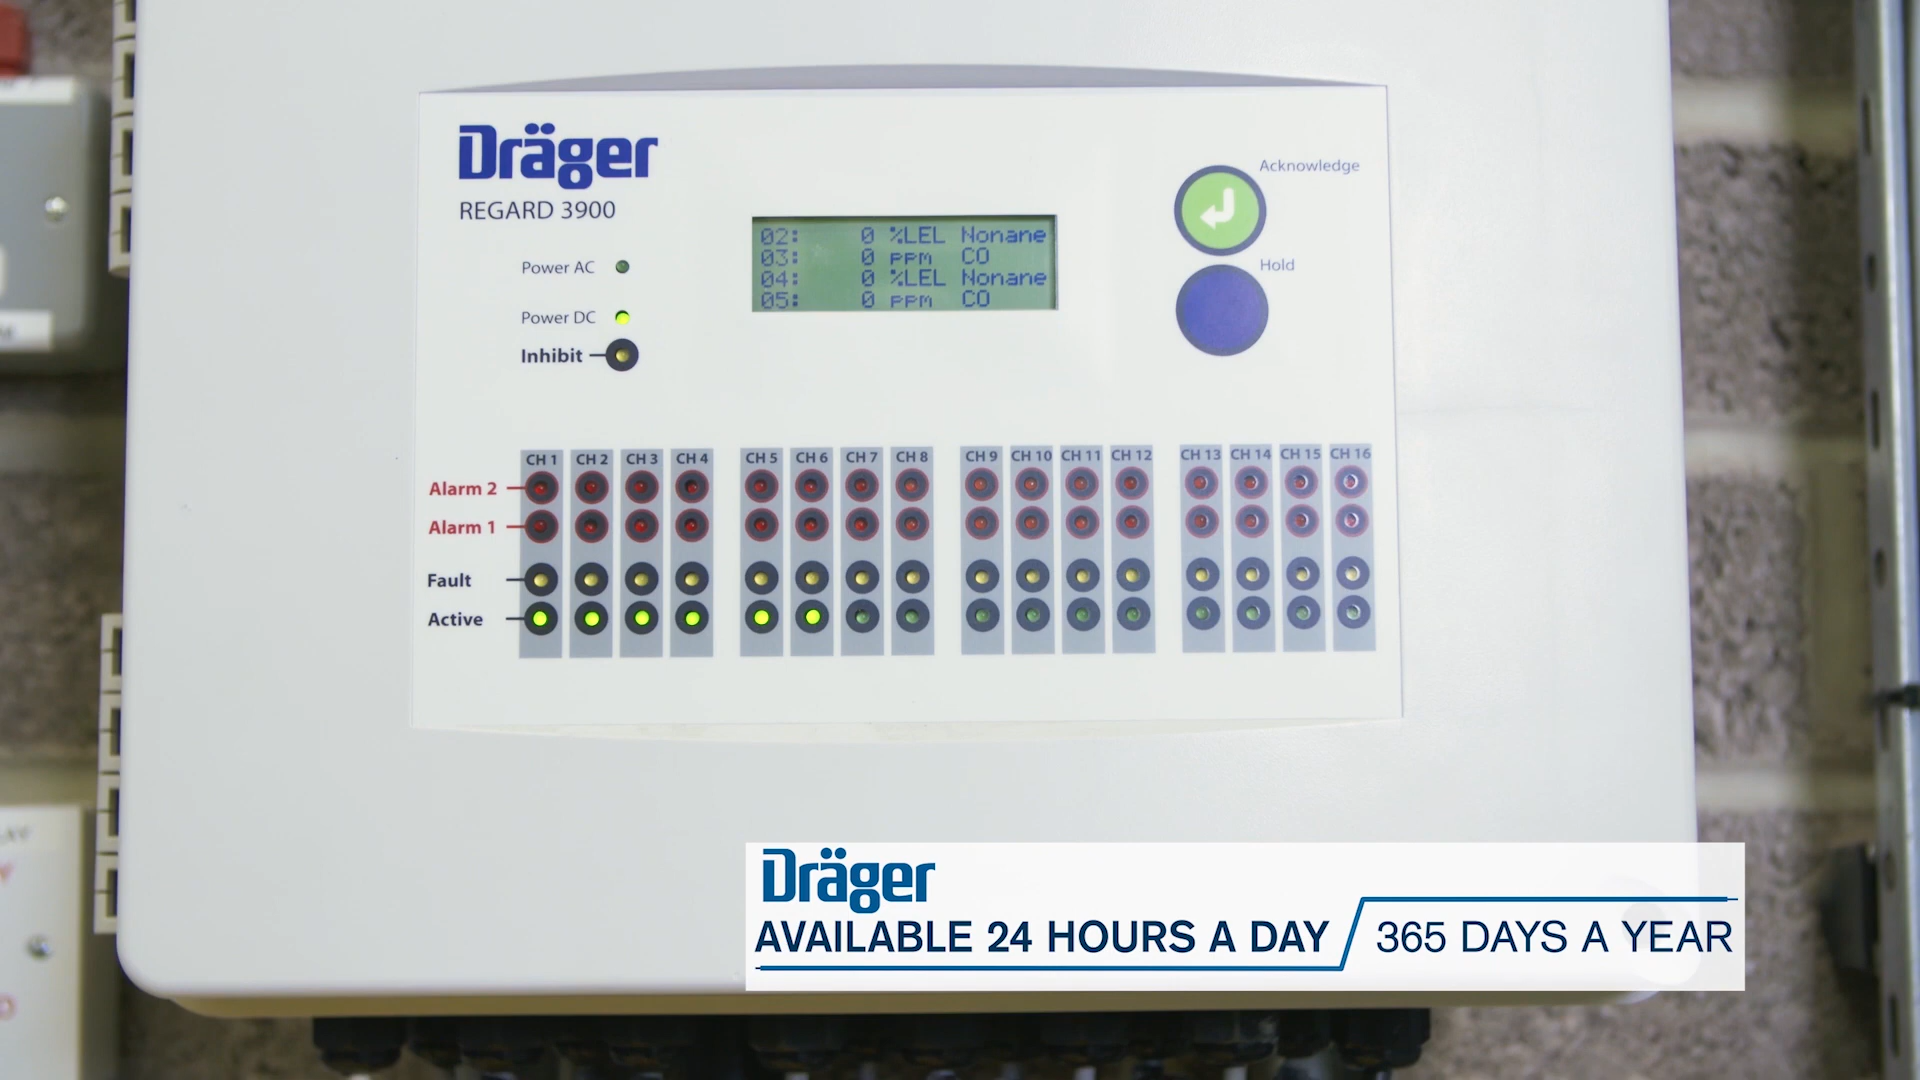 Dräger
REGARD 3900
Acknowledge
Hold
Power AC
Power DC
Inhibit
02: 0 %LEL Nonane
03: 0 ppm CO
04: 0 %LEL Nonane
05: 0 ppm CO
CH 1 CH 2 CH 3 CH 4 CH 5 CH 6 CH 7 CH 8 CH 9 CH 10 CH 11 CH 12 CH 13 CH 14 CH 15 CH 16
Alarm 2
Alarm 1
Fault
Active
Dräger
AVAILABLE 24 HOURS A DAY / 365 DAYS A YEAR